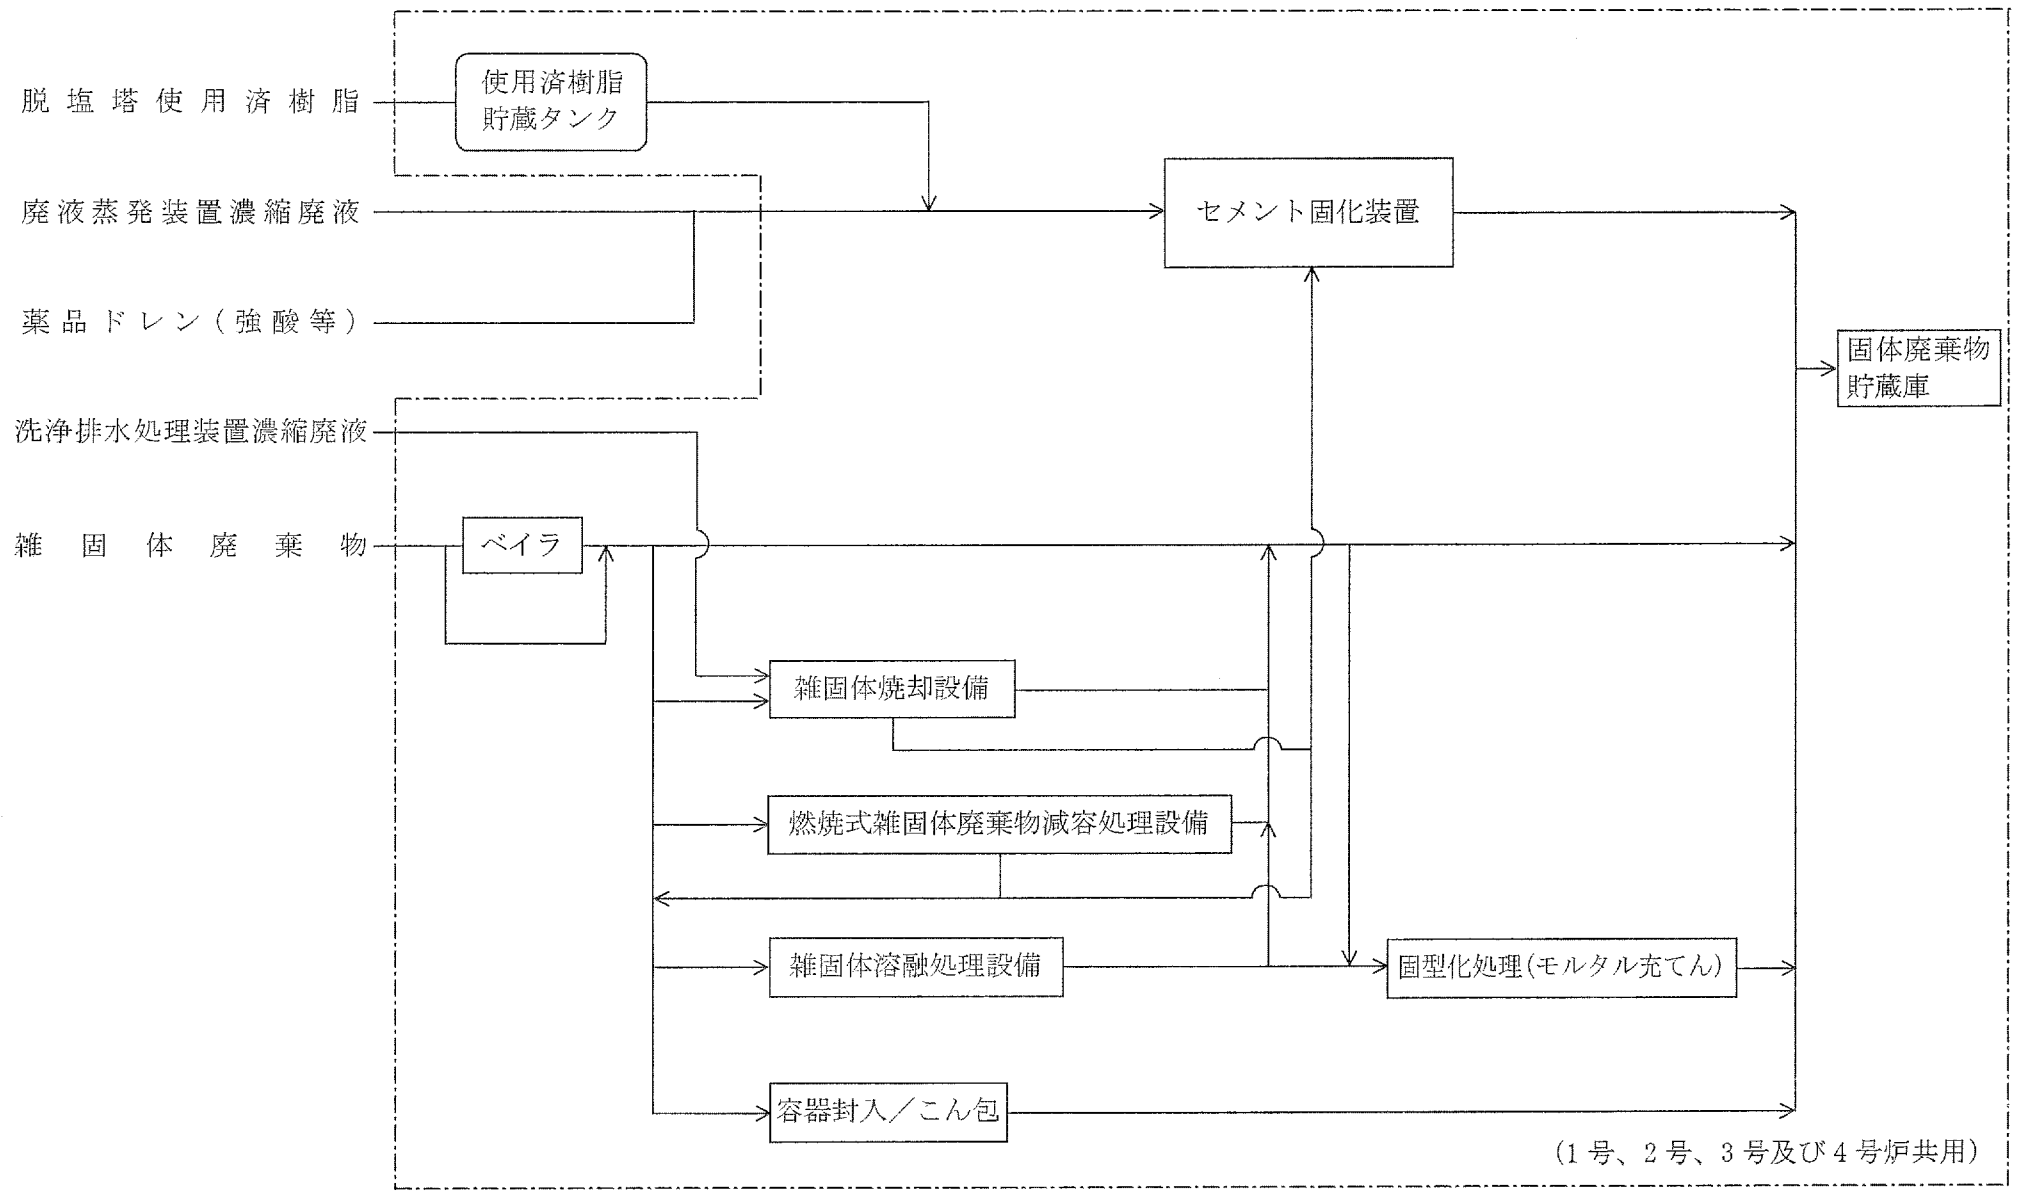 脱塩塔使用済樹脂
使用済樹脂
貯蔵タンク
廃液蒸発装置濃縮廃液
セメント固化装置
薬品ドレン(強酸等)
固体廃棄物
貯蔵庫
洗浄排水処理装置濃縮廃液
雑固体廃棄物
ベイラ
雑固体焼却設備
燃焼式雑固体廃棄物減容処理設備
雑固体溶融処理設備
固型化処理(モルタル充てん)
容器封入/こん包
(1号、2号、3号及び4号炉共用)